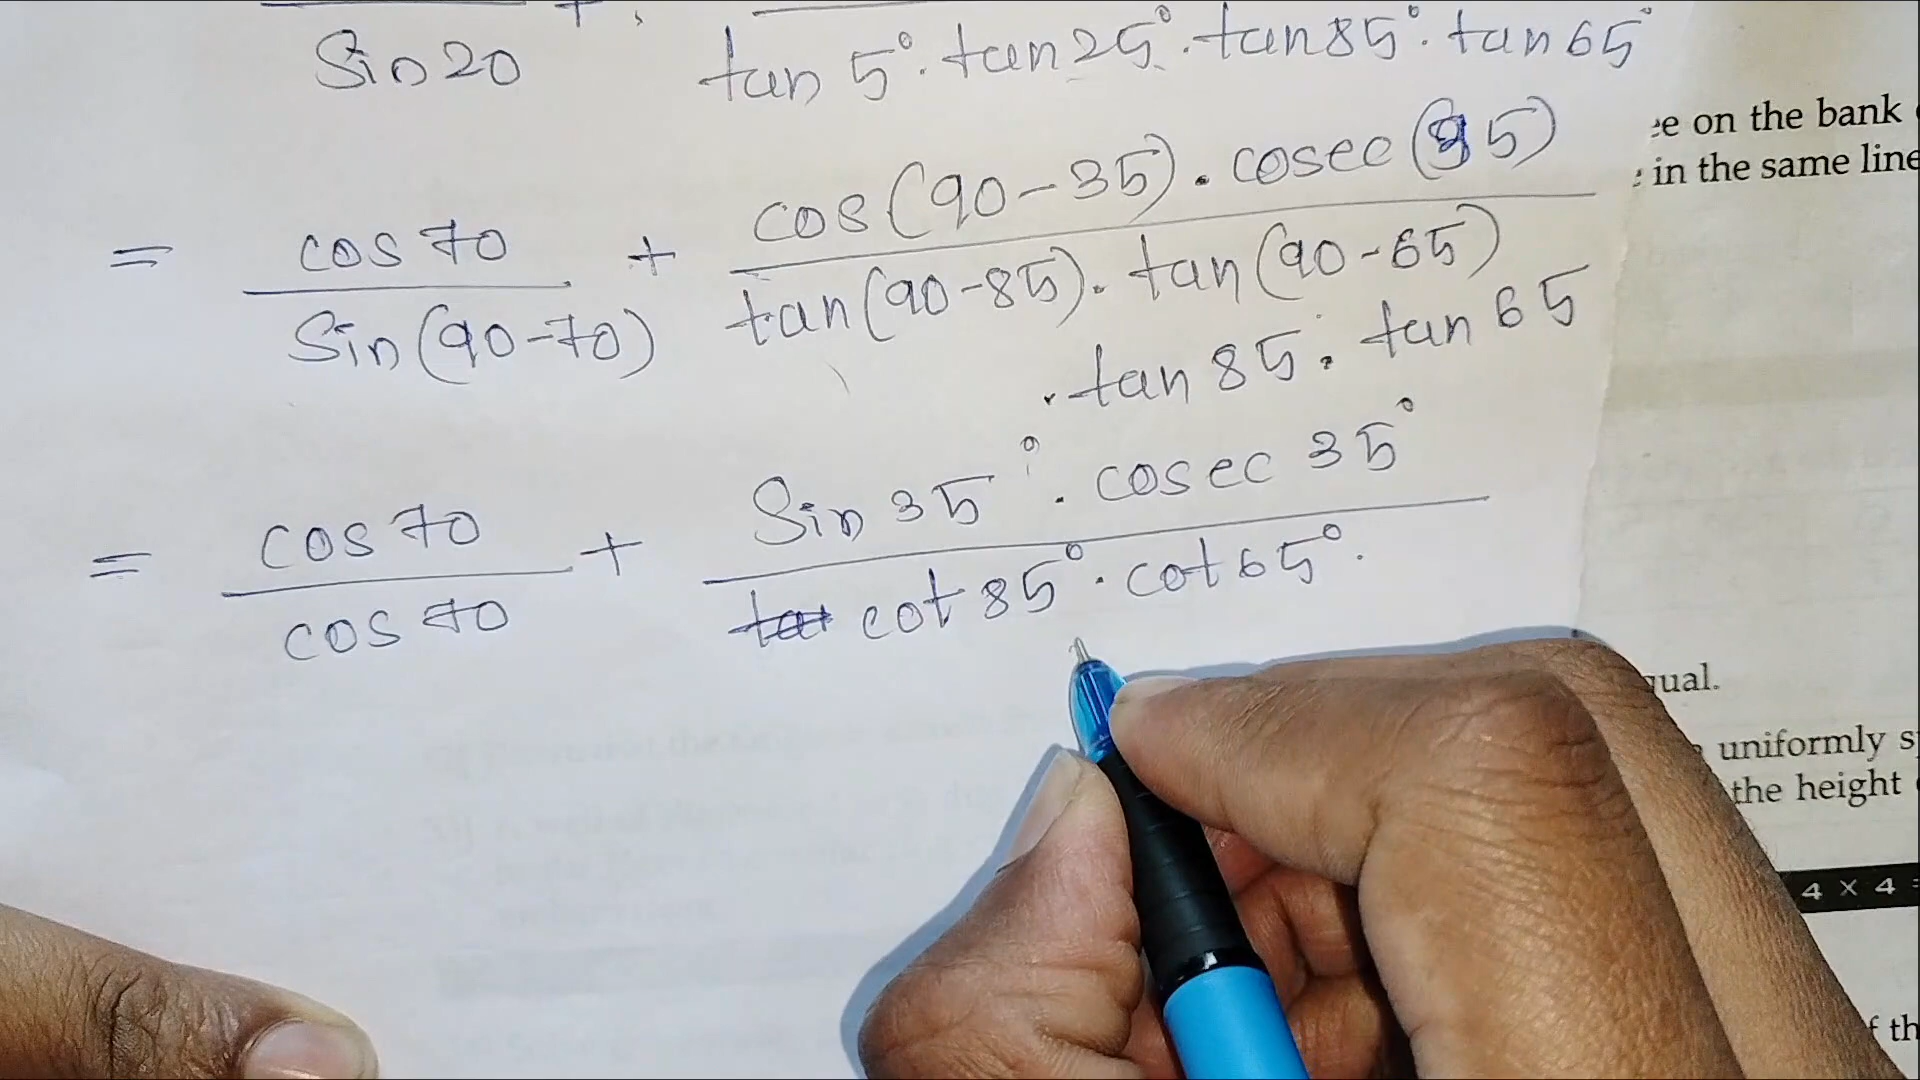 Sin 20 + tan 5°. tan 25°. tan 85°. tan 65°
= cos 70 / Sin (90-70) + cos (90-35). cosec (35) / tan (90-85). tan (90-65)
. tan 85. tan 65
= cos 70 / cos 70 + Sin 35°. cosec 35° / cot 85°. cot 65°.
e on the bank
in the same line
qual.
uniformly s
the height
4 × 4 =
f th